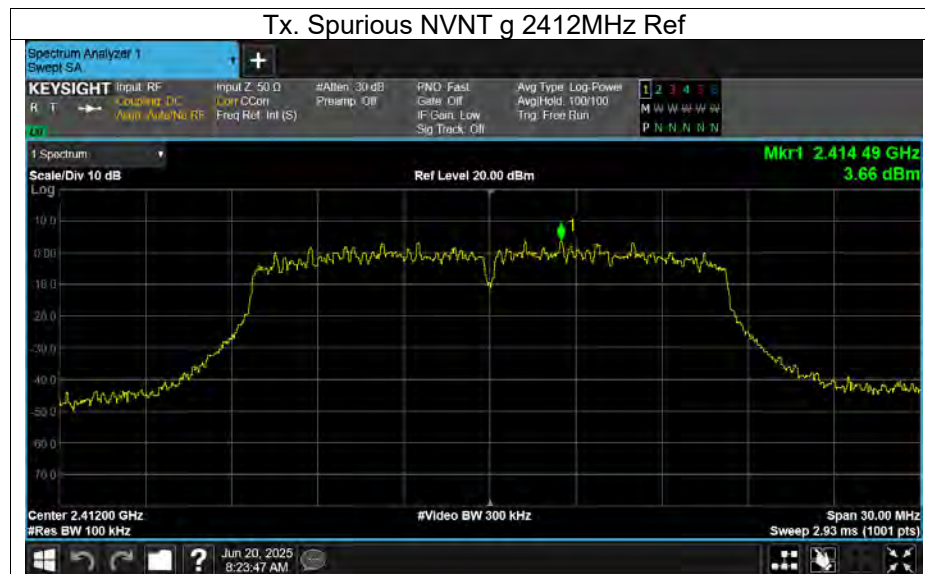 Tx. Spurious NVNT g 2412MHz Ref
Spectrum Analyzer 1
Swept SA
+
KEYSIGHT Input: RF Input Z: 50 Ω #Atten: 30 dB PNO: Fast Avg Type: Log-Power 1 2 3 4 5 6
R T Coupling: DC Corr CCorr Preamp: Off Gate: Off Avg|Hold: 100/100 M W W W W W
Align: Auto/No RF Freq Ref: Int (S) IF Gain: Low Trig: Free Run
Sig Track: Off P N N N N N
1 Spectrum Mkr1 2.414 49 GHz
Scale/Div 10 dB Ref Level 20.00 dBm 3.66 dBm
Log
10.0
1
0.00
-10.0
-20.0
-30.0
-40.0
-50.0
-60.0
-70.0
Center 2.41200 GHz #Video BW 300 kHz Span 30.00 MHz
#Res BW 100 kHz Sweep 2.93 ms (1001 pts)
? Jun 20, 2025
8:23:47 AM